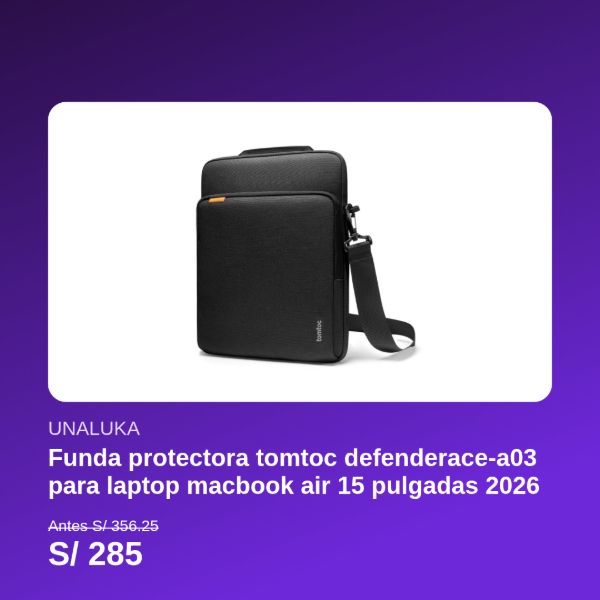 tomtoc
UNALUKA
Funda protectora tomtoc defenderace-a03
para laptop macbook air 15 pulgadas 2026
Antes S/ 356.25
S/ 285